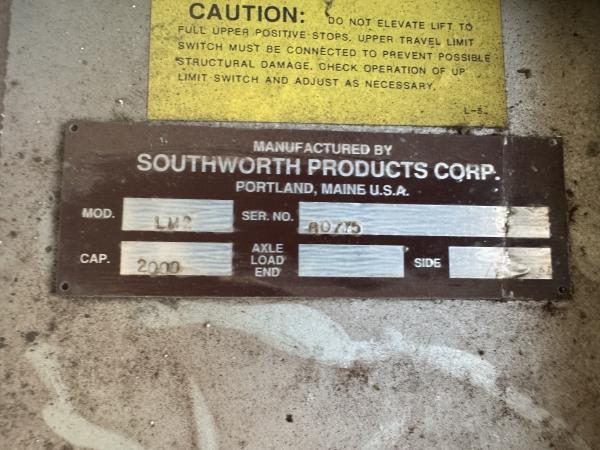 CAUTION: DO NOT ELEVATE LIFT TO
FULL UPPER POSITIVE STOPS. UPPER TRAVEL LIMIT
SWITCH MUST BE CONNECTED TO PREVENT POSSIBLE
STRUCTURAL DAMAGE. CHECK OPERATION OF UP
LIMIT SWITCH AND ADJUST AS NECESSARY.
MANUFACTURED BY
SOUTHWORTH PRODUCTS CORP.
PORTLAND, MAINE U.S.A.
MOD. LM2 SER. NO. A0775
CAP. 2000 AXLE LOAD END SIDE